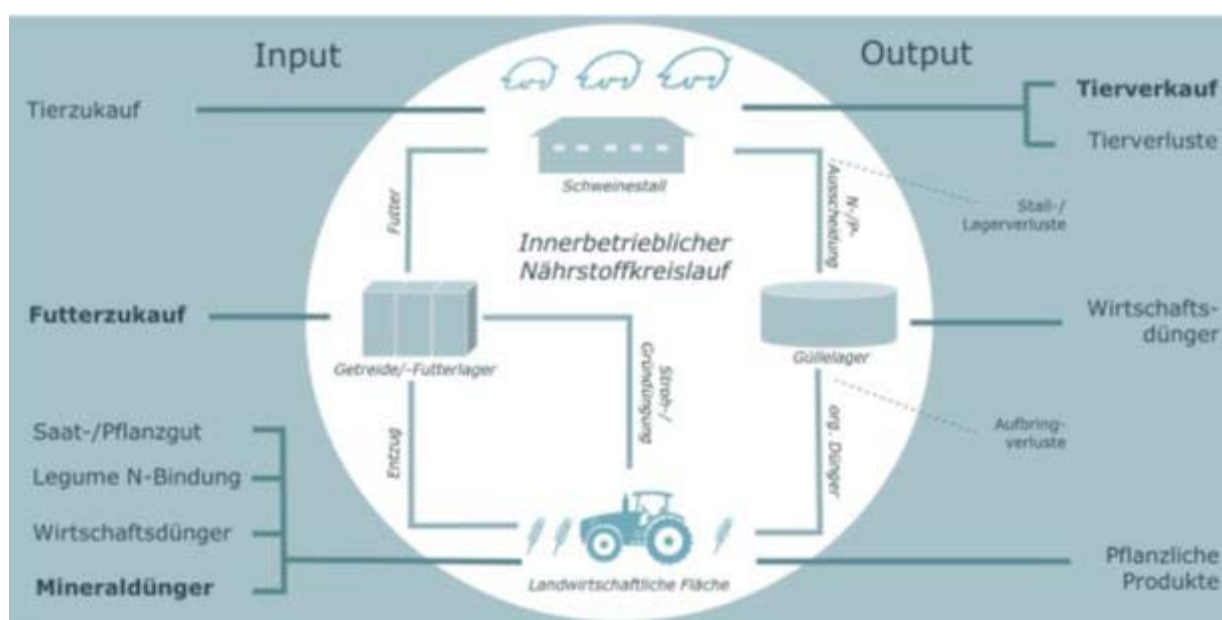 Input
Output
Tierzukauf
Tierverkauf
Tierverluste
Schweinestall
Futter
N-/P-
Ausscheidung
Stall-/
Lagerverluste
Innerbetrieblicher
Nährstoffkreislauf
Futterzukauf
Getreide/-Futterlager
Güllelager
Wirtschafts-
dünger
Stroh-/
Gründüngung
Entzug
org. Dünger
Aufbring-
verluste
Saat-/Pflanzgut
Legume N-Bindung
Wirtschaftsdünger
Mineraldünger
Landwirtschaftliche Fläche
Pflanzliche
Produkte